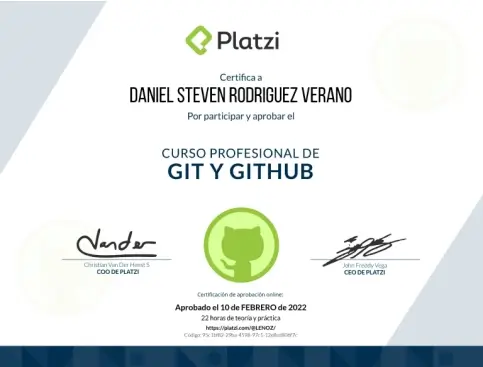 Platzi
Certifica a
DANIEL STEVEN RODRIGUEZ VERANO
Por participar y aprobar el
CURSO PROFESIONAL DE
GIT Y GITHUB
Christian Van Der Henst S
COO DE PLATZI
John Freddy Vega
CEO DE PLATZI
Certificación de aprobación online:
Aprobado el 10 de FEBRERO de 2022
22 horas de teoría y práctica
https://platzi.com/@LENOZ/
Código: